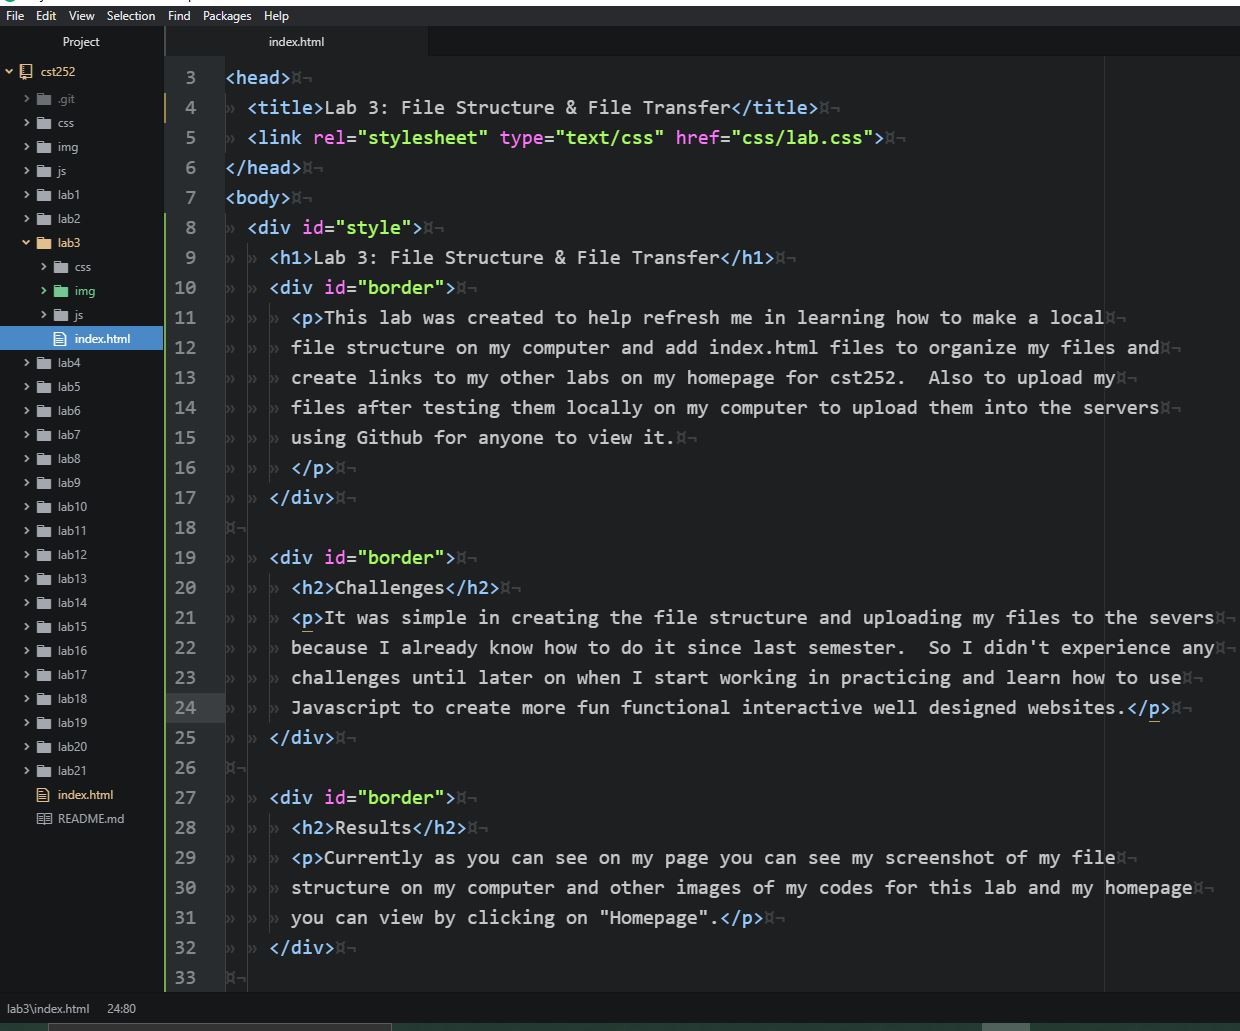 File Edit View Selection Find Packages Help
Project
index.html
cst252
.git
css
img
js
lab1
lab2
lab3
css
img
js
index.html
lab4
lab5
lab6
lab7
lab8
lab9
lab10
lab11
lab12
lab13
lab14
lab15
lab16
lab17
lab18
lab19
lab20
lab21
index.html
README.md
3 <head>¤¬
4 » <title>Lab 3: File Structure & File Transfer</title>¤¬
5 » <link rel="stylesheet" type="text/css" href="css/lab.css">¤¬
6 </head>¤¬
7 <body>¤¬
8 » <div id="style">¤¬
9 » » <h1>Lab 3: File Structure & File Transfer</h1>¤¬
10 » » <div id="border">¤¬
11 » » » <p>This lab was created to help refresh me in learning how to make a local¤¬
12 » » » file structure on my computer and add index.html files to organize my files and¤¬
13 » » » create links to my other labs on my homepage for cst252.  Also to upload my¤¬
14 » » » files after testing them locally on my computer to upload them into the servers¤¬
15 » » » using Github for anyone to view it.¤¬
16 » » » </p>¤¬
17 » » </div>¤¬
18 ¤¬
19 » » <div id="border">¤¬
20 » » » <h2>Challenges</h2>¤¬
21 » » » <p>It was simple in creating the file structure and uploading my files to the severs¤¬
22 » » » because I already know how to do it since last semester.  So I didn't experience any¤¬
23 » » » challenges until later on when I start working in practicing and learn how to use¤¬
24 » » » Javascript to create more fun functional interactive well designed websites.</p>¤¬
25 » » </div>¤¬
26 ¤¬
27 » » <div id="border">¤¬
28 » » » <h2>Results</h2>¤¬
29 » » » <p>Currently as you can see on my page you can see my screenshot of my file¤¬
30 » » » structure on my computer and other images of my codes for this lab and my homepage¤¬
31 » » » you can view by clicking on "Homepage".</p>¤¬
32 » » </div>¤¬
33 ¤¬
lab3\index.html 24:80